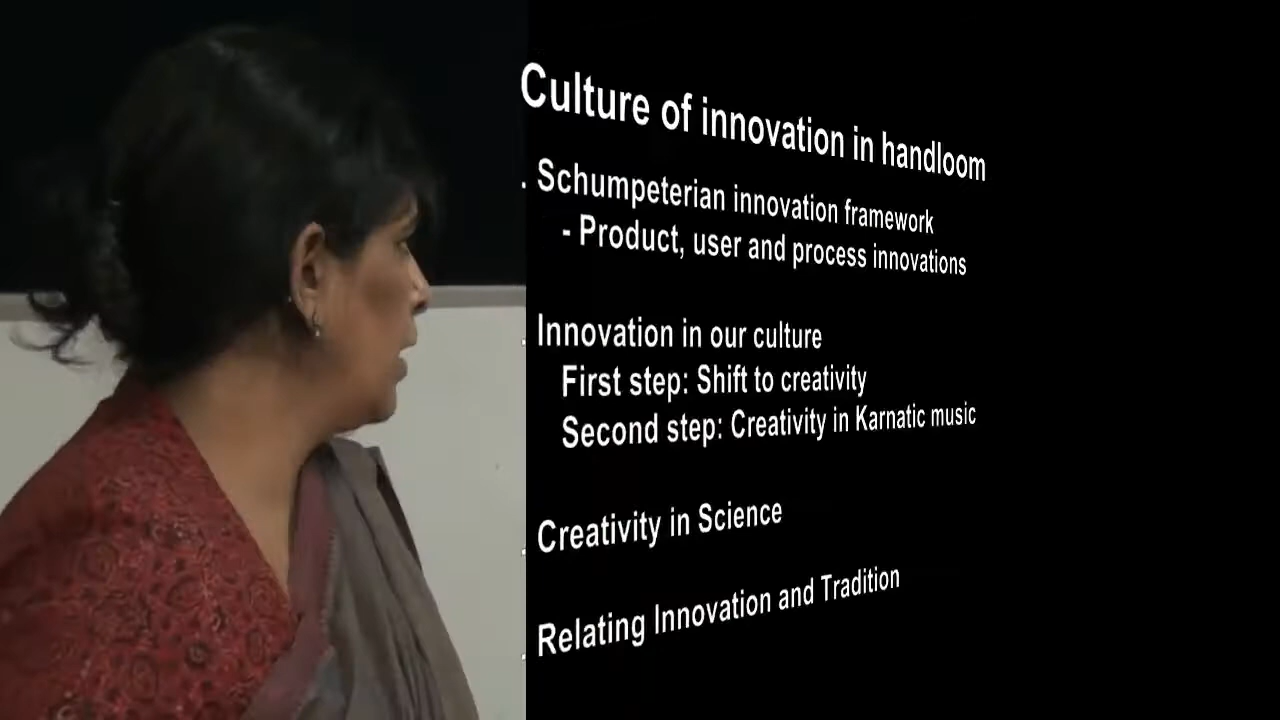 Culture of innovation in handloom
. Schumpeterian innovation framework
- Product, user and process innovations
. Innovation in our culture
First step: Shift to creativity
Second step: Creativity in Karnatic music
. Creativity in Science
. Relating Innovation and Tradition